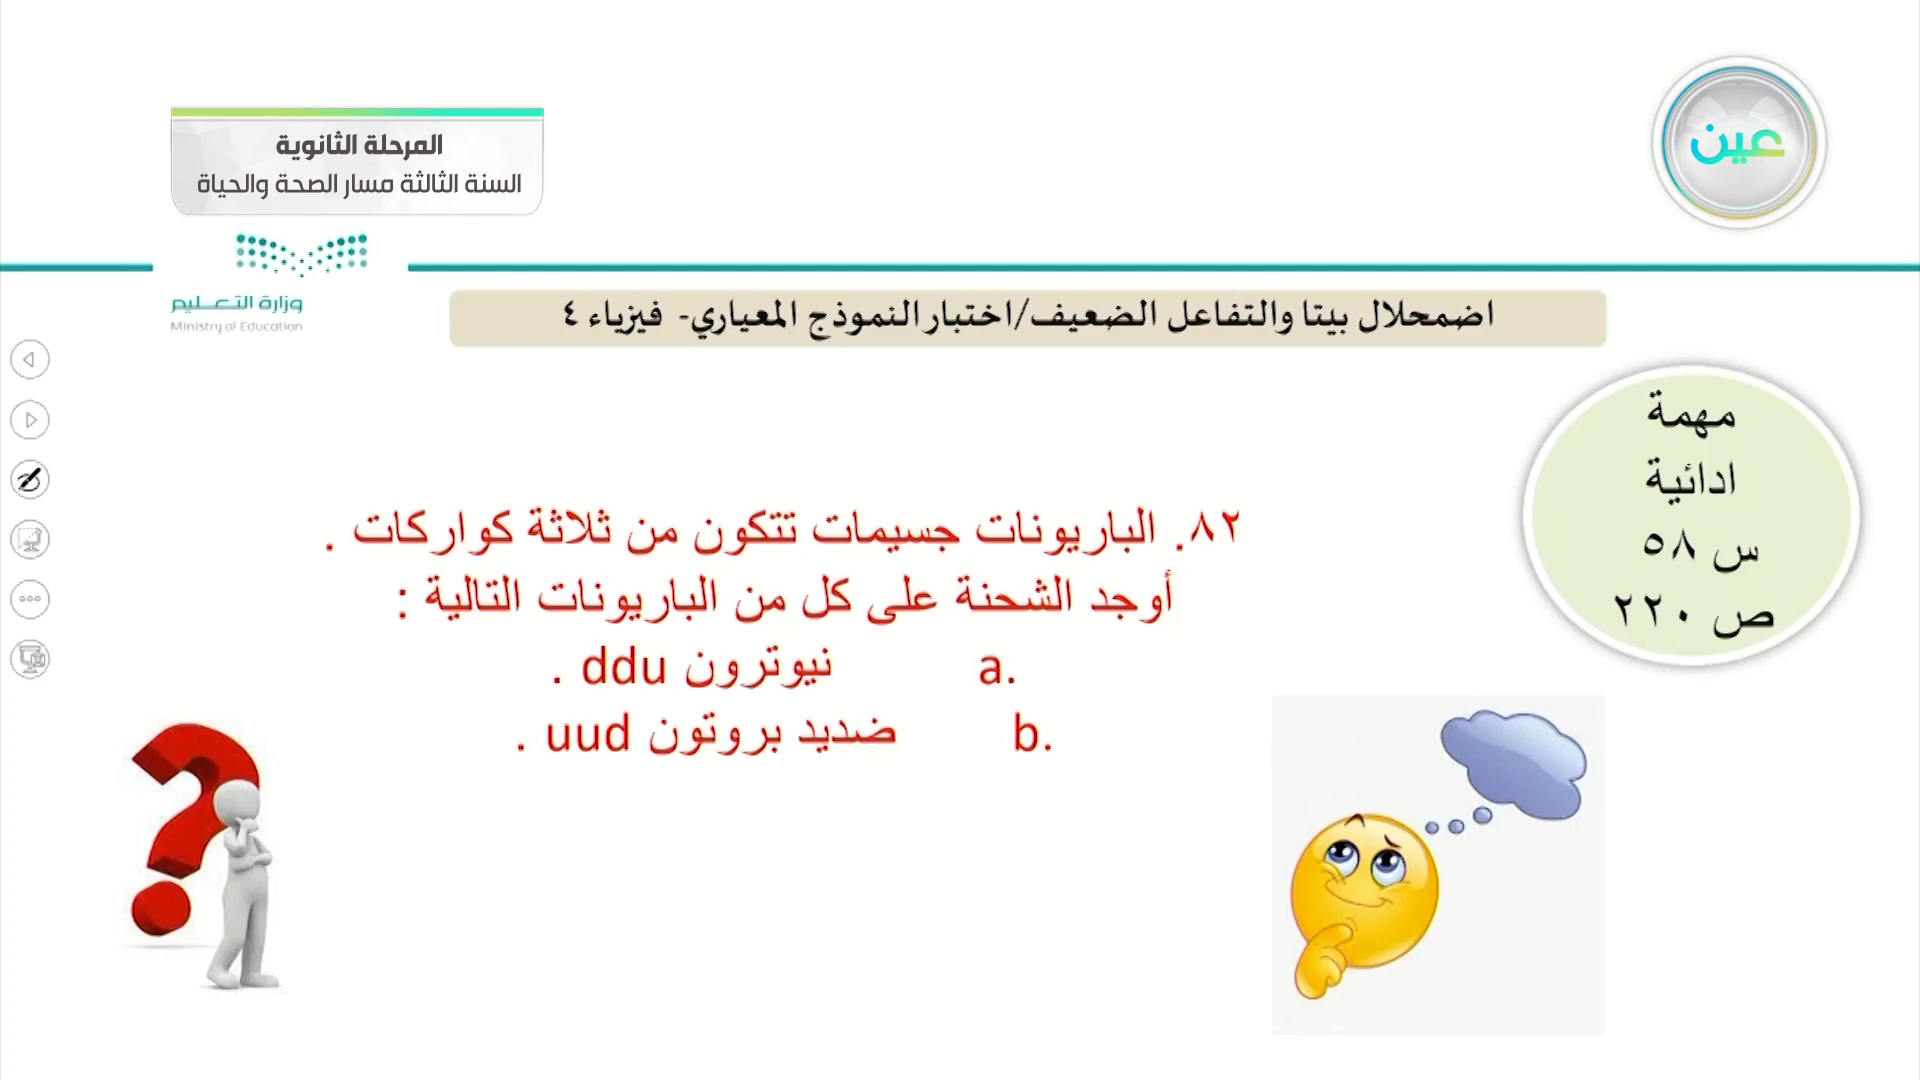 المرحلة الثانوية
السنة الثالثة مسار الصحة والحياة
عين
وزارة التعليم
Ministry of Education
اضمحلال بيتا والتفاعل الضعيف/اختبار النموذج المعياري- فيزياء ٤
مهمة
ادائية
س ٥٨
ص ٢٢٠
٨٢. الباريونات جسيمات تتكون من ثلاثة كواركات .
أوجد الشحنة على كل من الباريونات التالية :
a. نيوترون ddu .
b. ضديد بروتون uud .